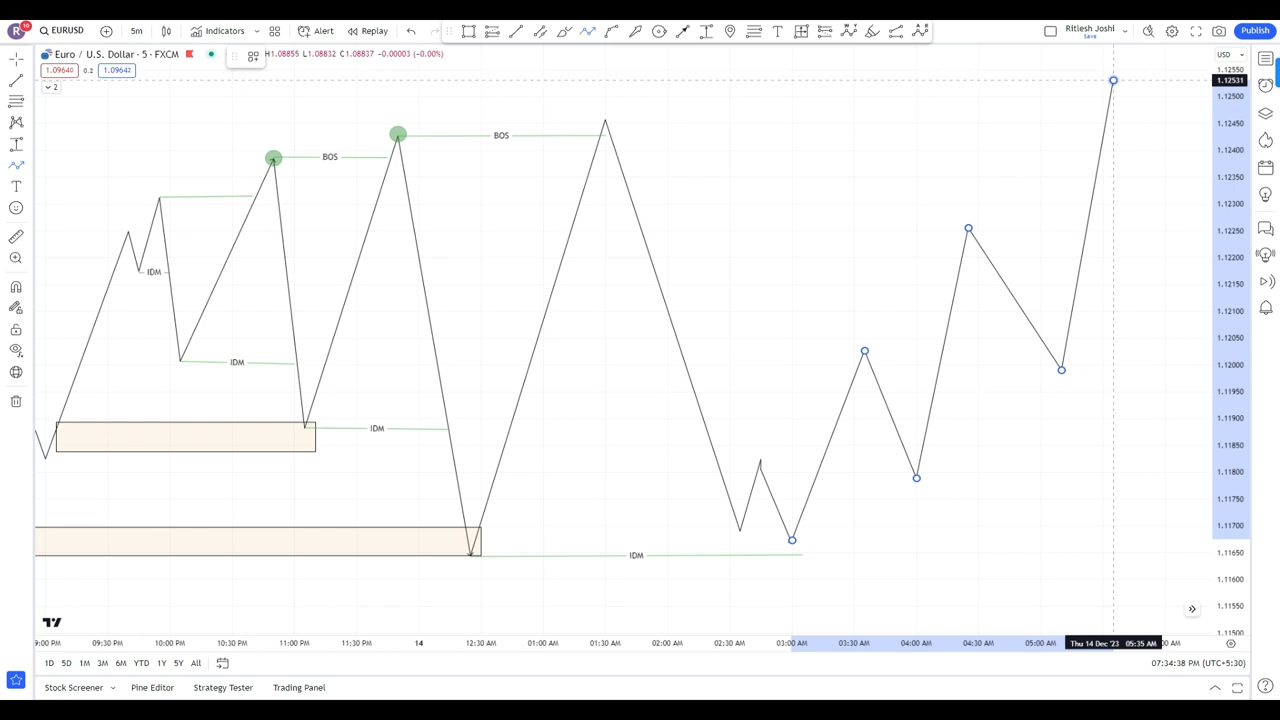 R
10
EURUSD
5m
Indicators
Alert
Replay
Ritesh Joshi
Save
Publish
Euro / U.S. Dollar · 5 · FXCM
H1.08855 L1.08832 C1.08837 -0.00003 (-0.00%)
USD
1.09640
0.2
1.09642
2
1.12550
1.12531
1.12500
1.12450
1.12400
1.12350
1.12300
1.12250
1.12200
1.12150
1.12100
1.12050
1.12000
1.11950
1.11900
1.11850
1.11800
1.11750
1.11700
1.11650
1.11600
1.11550
1.11500
BOS
BOS
IDM
IDM
IDM
IDM
9:00 PM 09:30 PM 10:00 PM 10:30 PM 11:00 PM 11:30 PM 14 12:30 AM 01:00 AM 01:30 AM 02:00 AM 02:30 AM 03:00 AM 03:30 AM 04:00 AM 04:30 AM 05:00 AM Thu 14 Dec '23 05:35 AM :00 AM
1D 5D 1M 3M 6M YTD 1Y 5Y All
07:34:38 PM (UTC+5:30)
Stock Screener Pine Editor Strategy Tester Trading Panel